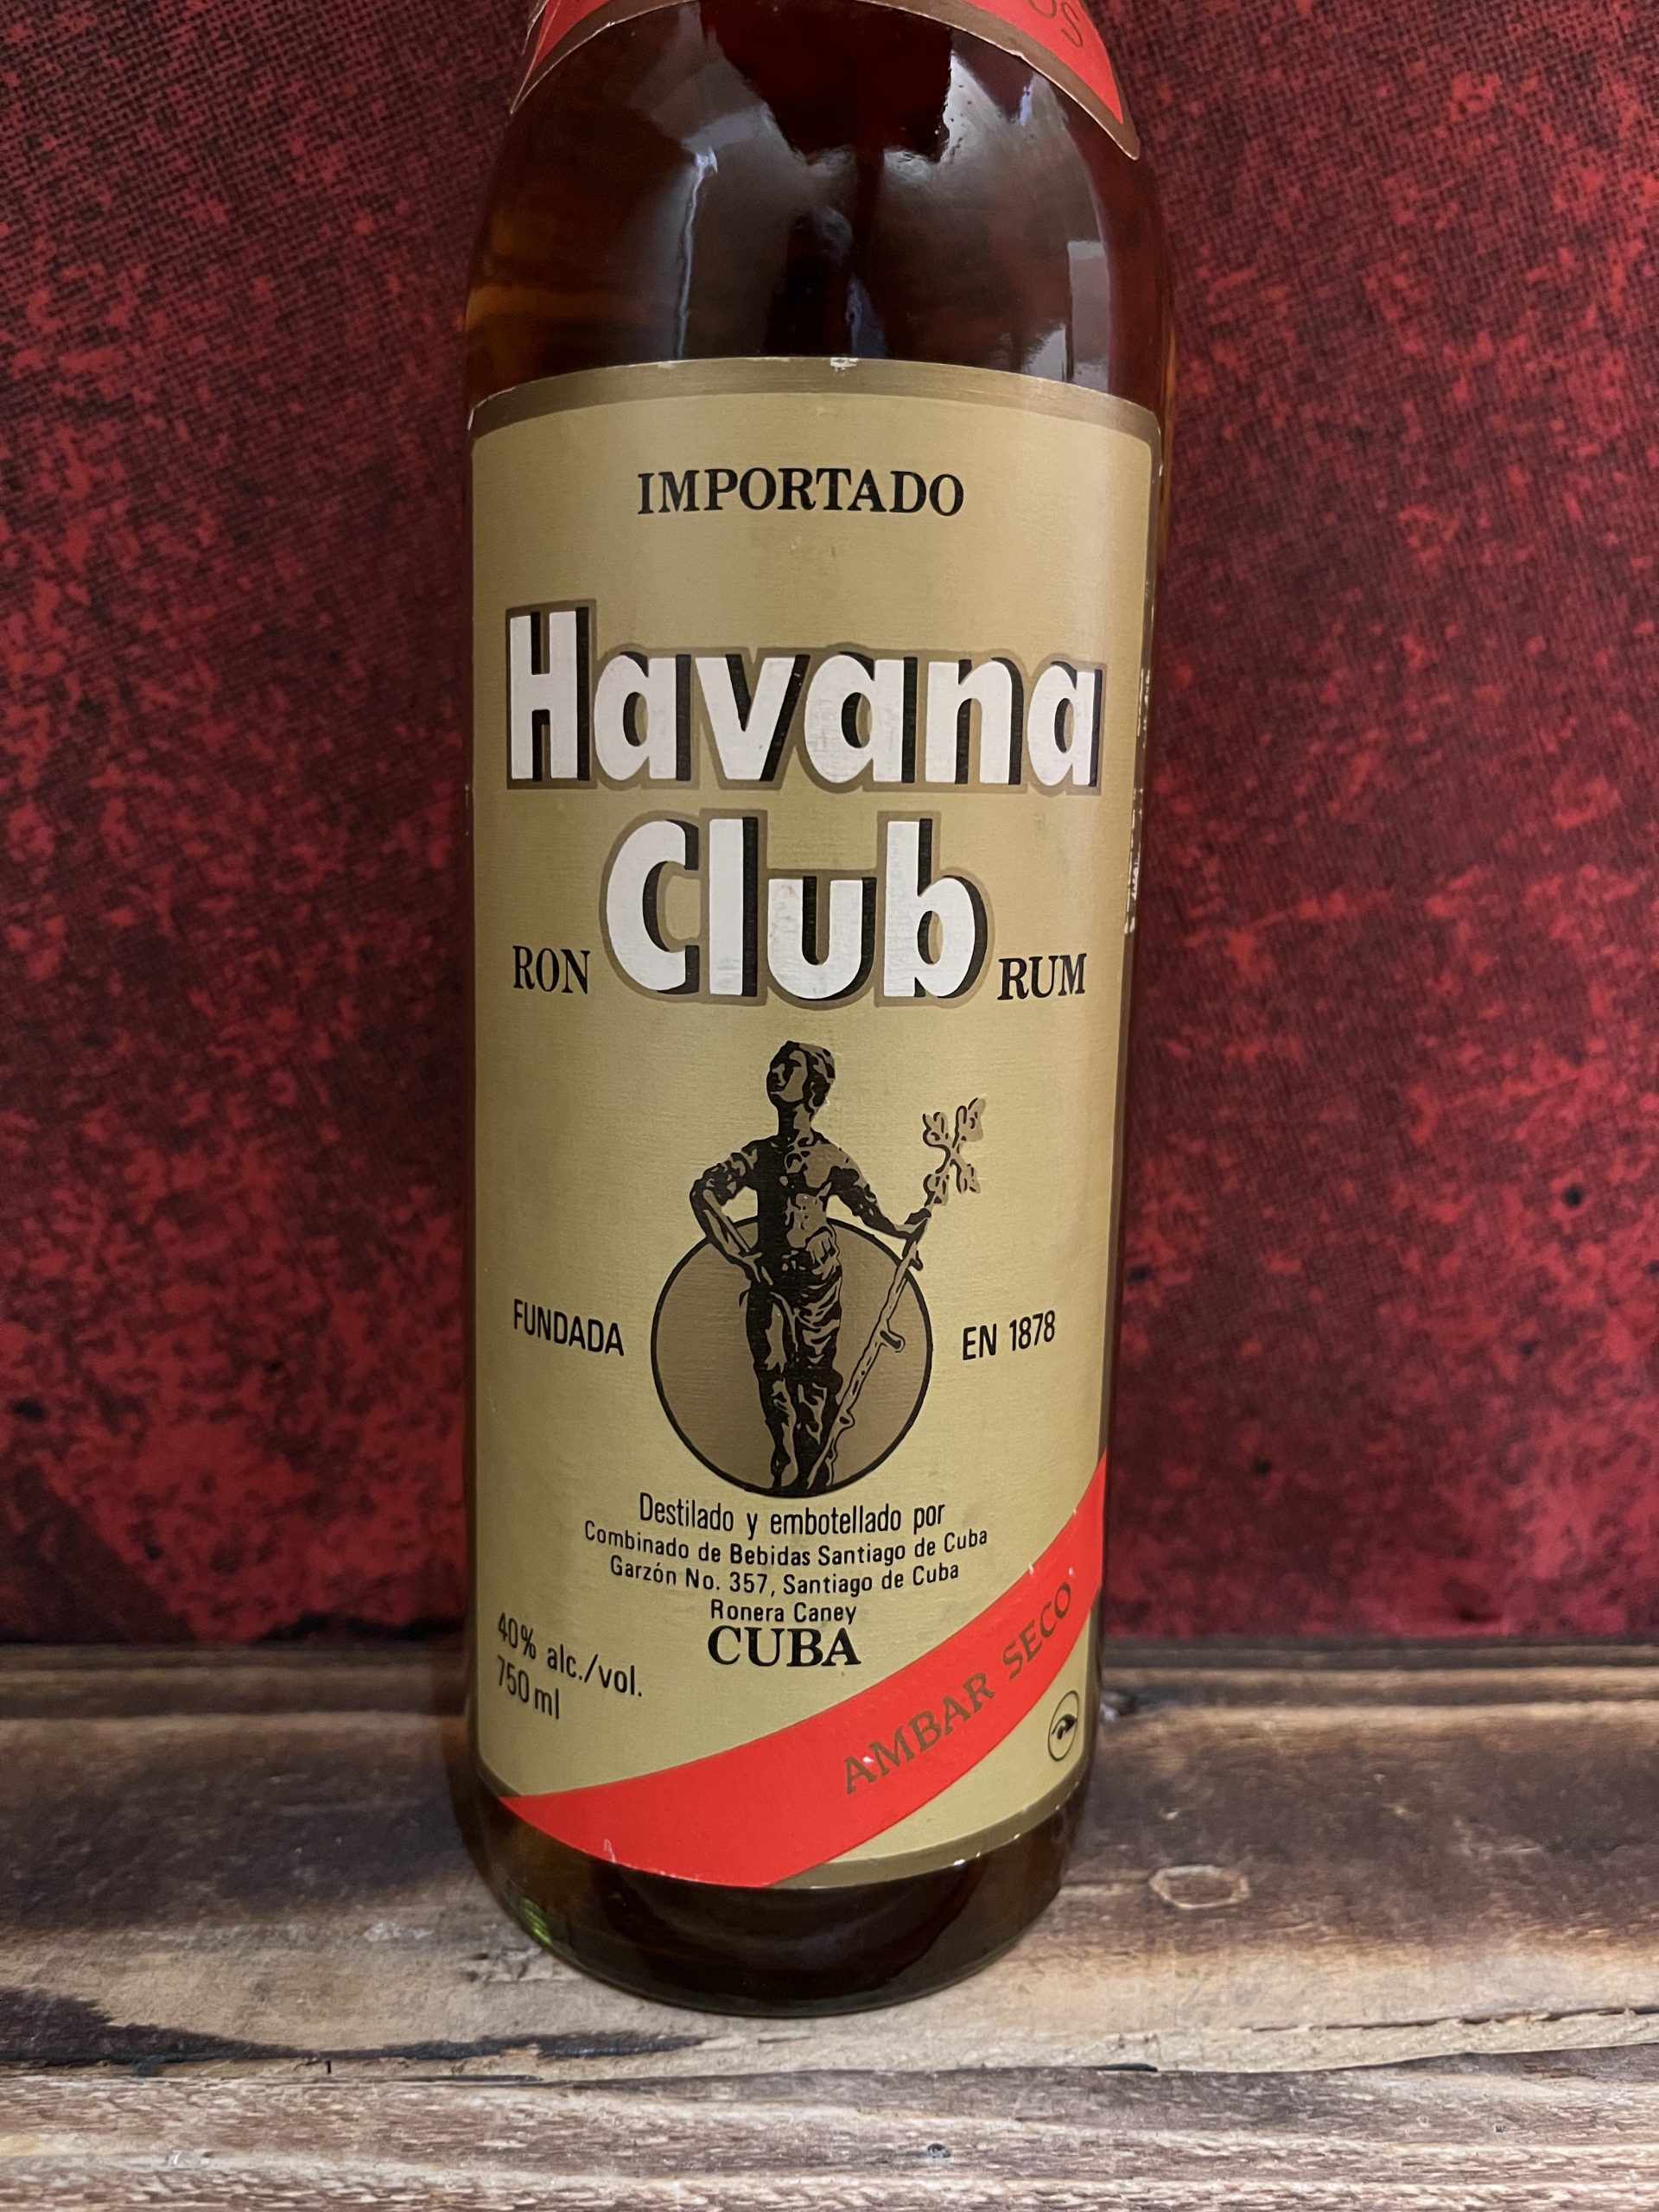 IMPORTADO
Havana
Club
RON
RUM
FUNDADA
EN 1878
Destilado y embotellado por
Combinado de Bebidas Santiago de Cuba
Garzón No. 357, Santiago de Cuba
Ronera Caney
CUBA
40% alc./vol.
750 ml
AMBAR SECO